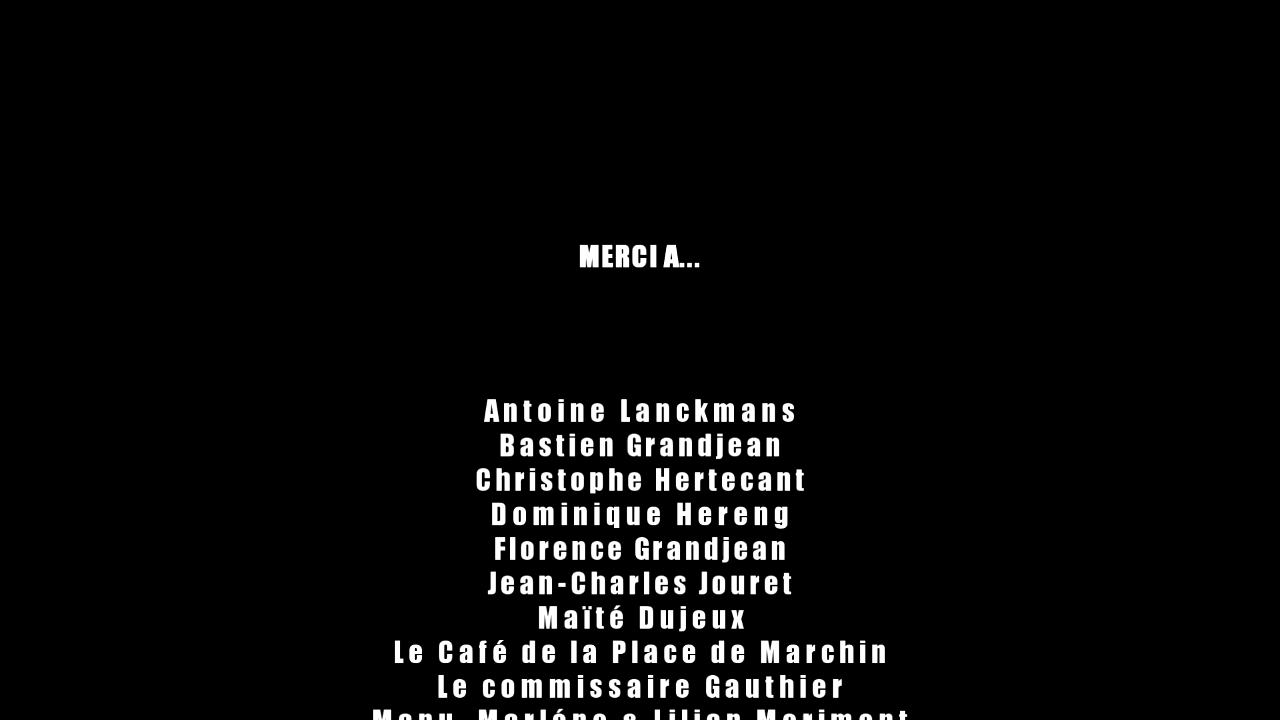 MERCI A...
Antoine Lanckmans
Bastien Grandjean
Christophe Hertecant
Dominique Hereng
Florence Grandjean
Jean-Charles Jouret
Maïté Dujeux
Le Café de la Place de Marchin
Le commissaire Gauthier